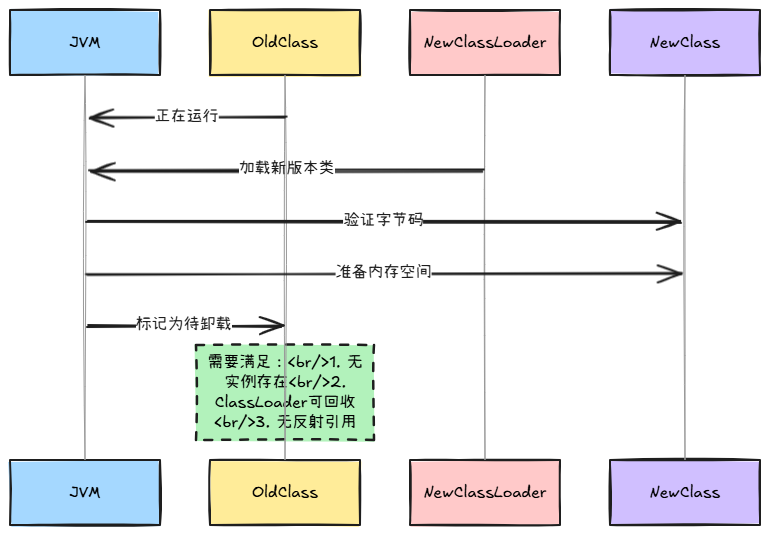 JVM
OldClass
NewClassLoader
NewClass
正在运行
加载新版本类
验证字节码
准备内存空间
标记为待卸载
需要满足：<br/>1. 无
实例存在<br/>2.
ClassLoader可回收
<br/>3. 无反射引用
JVM
OldClass
NewClassLoader
NewClass